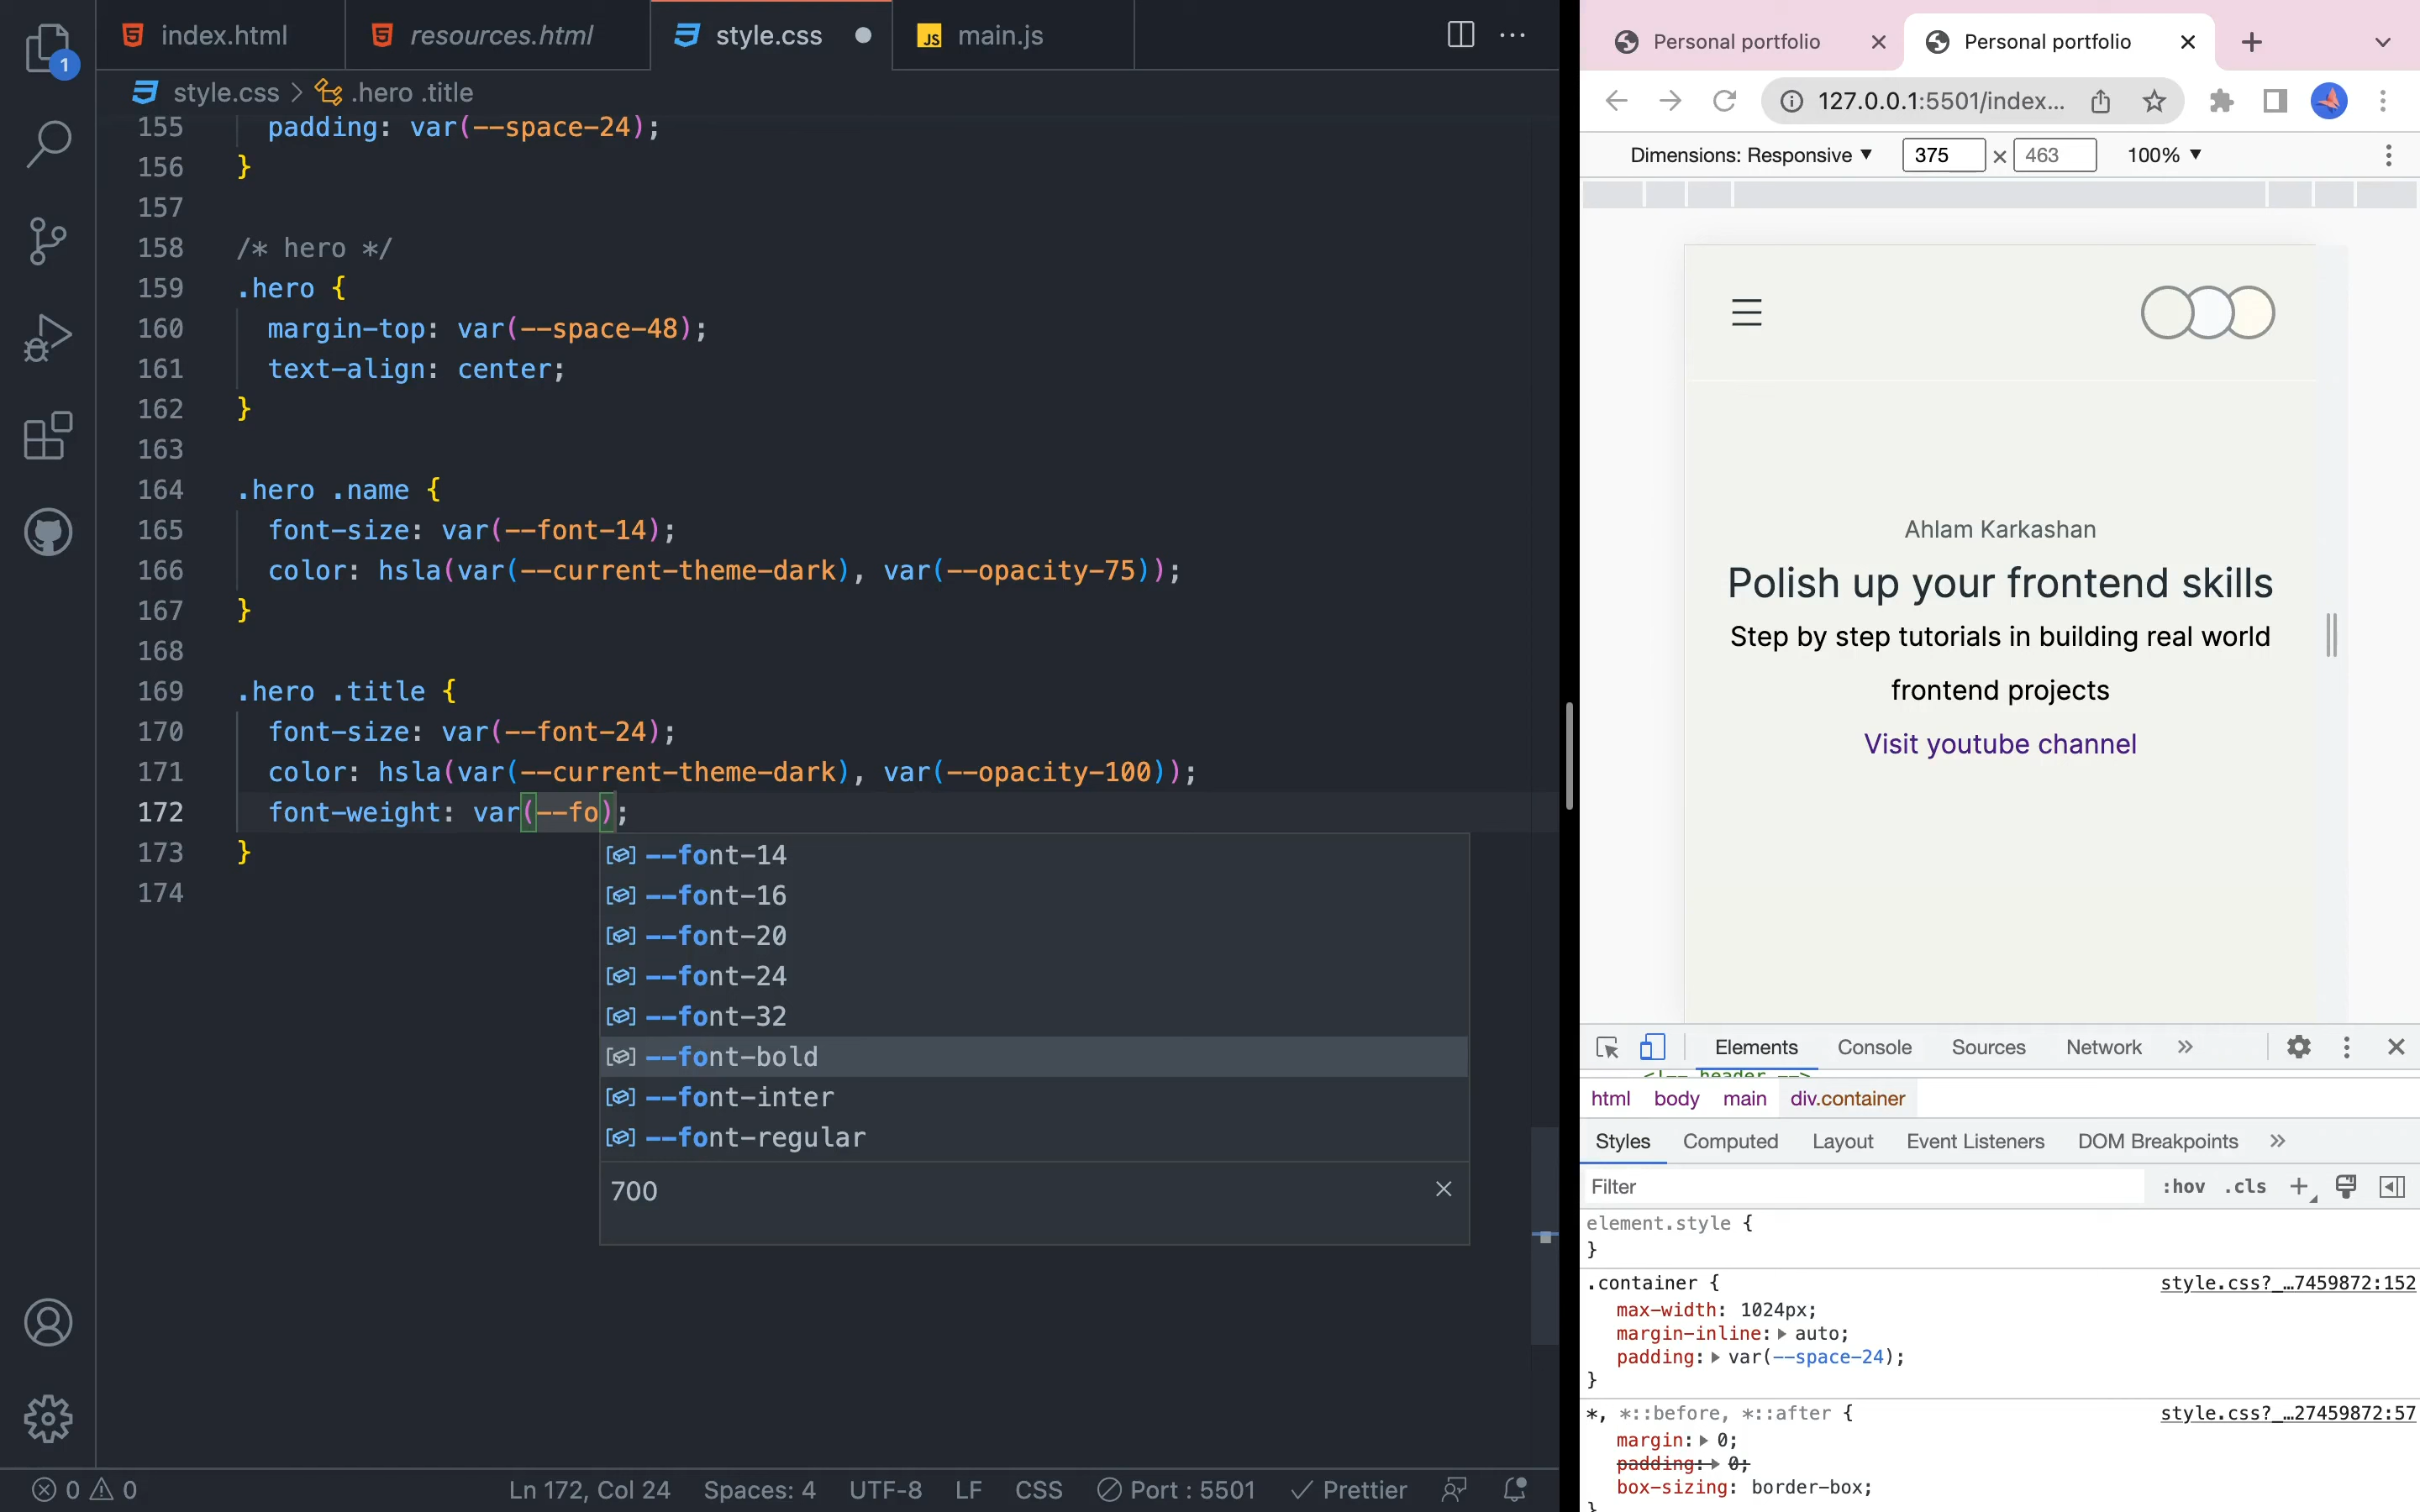 index.html
resources.html
style.css
JS main.js
1
style.css > .hero .title
155 padding: var(--space-24);
156 }
157
158 /* hero */
159 .hero {
160 margin-top: var(--space-48);
161 text-align: center;
162 }
163
164 .hero .name {
165 font-size: var(--font-14);
166 color: hsla(var(--current-theme-dark), var(--opacity-75));
167 }
168
169 .hero .title {
170 font-size: var(--font-24);
171 color: hsla(var(--current-theme-dark), var(--opacity-100));
172 font-weight: var(--fo);
173 }
174
--font-14
--font-16
--font-20
--font-24
--font-32
--font-bold
--font-inter
--font-regular
700
0 0
Ln 172, Col 24
Spaces: 4
UTF-8
LF
CSS
Port : 5501
Prettier
Personal portfolio
Personal portfolio
127.0.0.1:5501/index...
Dimensions: Responsive
375 × 463
100%
Ahlam Karkashan
Polish up your frontend skills
Step by step tutorials in building real world
frontend projects
Visit youtube channel
Elements
Console
Sources
Network
<!-- header -->
html body main div.container
Styles
Computed
Layout
Event Listeners
DOM Breakpoints
Filter
:hov .cls
element.style {
}
.container {
style.css?_…7459872:152
max-width: 1024px;
margin-inline: auto;
padding: var(--space-24);
}
*, *::before, *::after {
style.css?_…27459872:57
margin: 0;
padding: 0;
box-sizing: border-box;
}